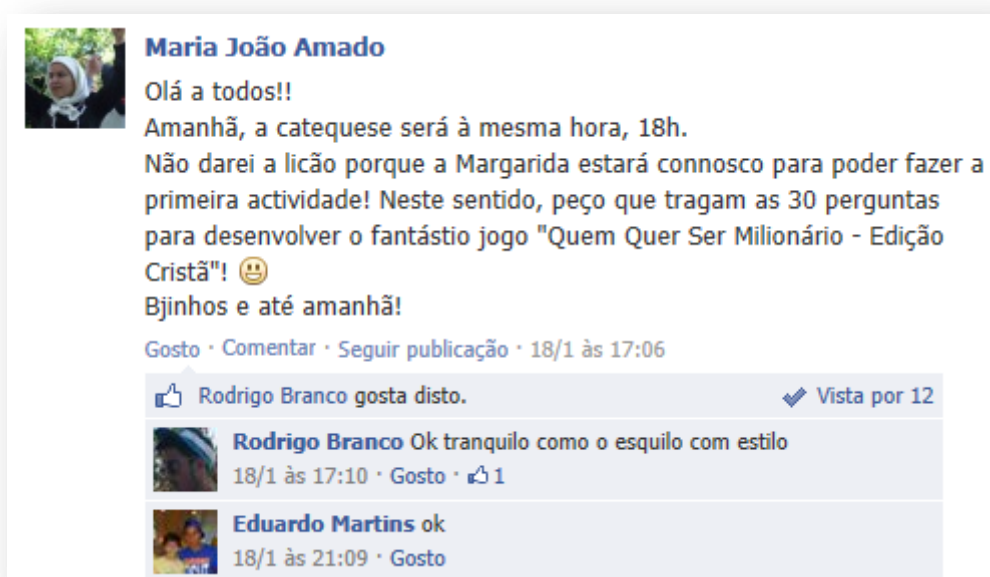 Maria João Amado
Olá a todos!!
Amanhã, a catequese será à mesma hora, 18h.
Não darei a licão porque a Margarida estará connosco para poder fazer a
primeira actividade! Neste sentido, peço que tragam as 30 perguntas
para desenvolver o fantástio jogo "Quem Quer Ser Milionário - Edição
Cristã"! 😃
Bjinhos e até amanhã!
Gosto · Comentar · Seguir publicação · 18/1 às 17:06
Rodrigo Branco gosta disto. Vista por 12
Rodrigo Branco Ok tranquilo como o esquilo com estilo
18/1 às 17:10 · Gosto · 1
Eduardo Martins ok
18/1 às 21:09 · Gosto